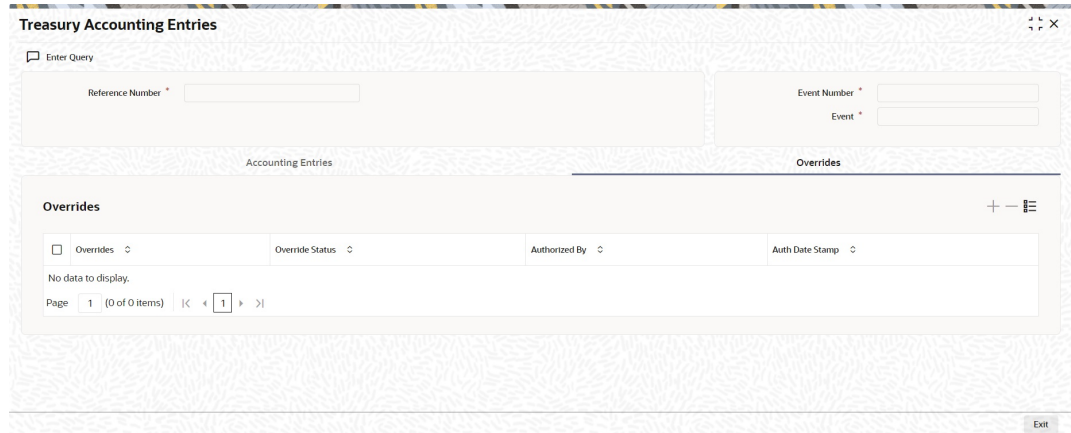 Treasury Accounting Entries
Enter Query
Reference Number *
Event Number *
Event *
Accounting Entries Overrides
Overrides
Overrides Override Status Authorized By Auth Date Stamp
No data to display.
Page 1 (0 of 0 items) 1
Exit